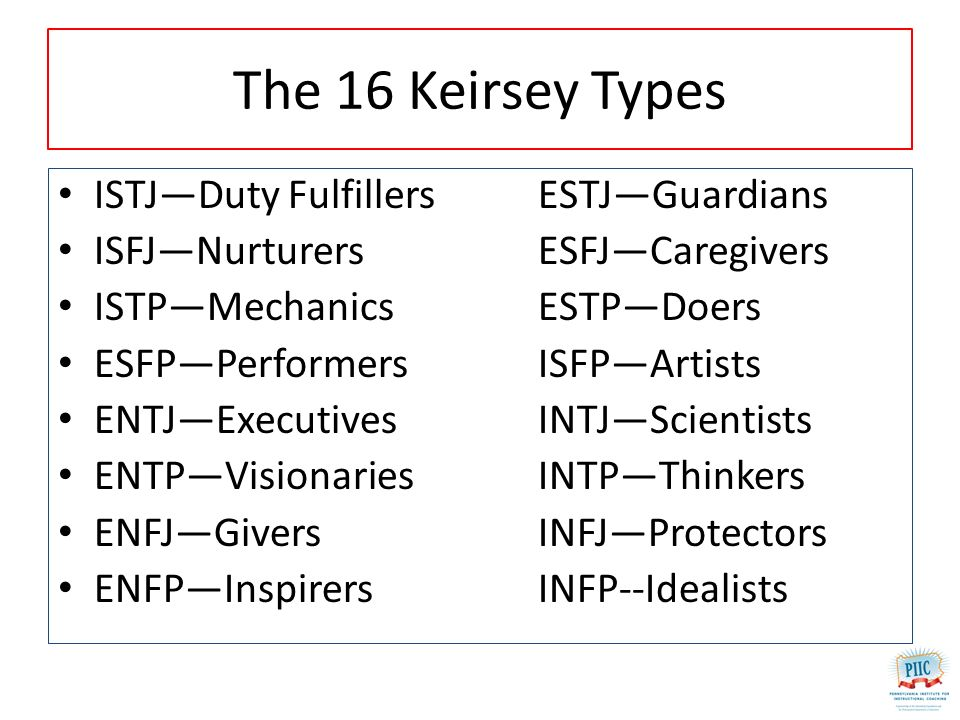 The 16 Keirsey Types
• ISTJ—Duty Fulfillers ESTJ—Guardians
• ISFJ—Nurturers ESFJ—Caregivers
• ISTP—Mechanics ESTP—Doers
• ESFP—Performers ISFP—Artists
• ENTJ—Executives INTJ—Scientists
• ENTP—Visionaries INTP—Thinkers
• ENFJ—Givers INFJ—Protectors
• ENFP—Inspirers INFP--Idealists
PIIC
PENNSYLVANIA INSTITUTE FOR
INSTRUCTIONAL COACHING